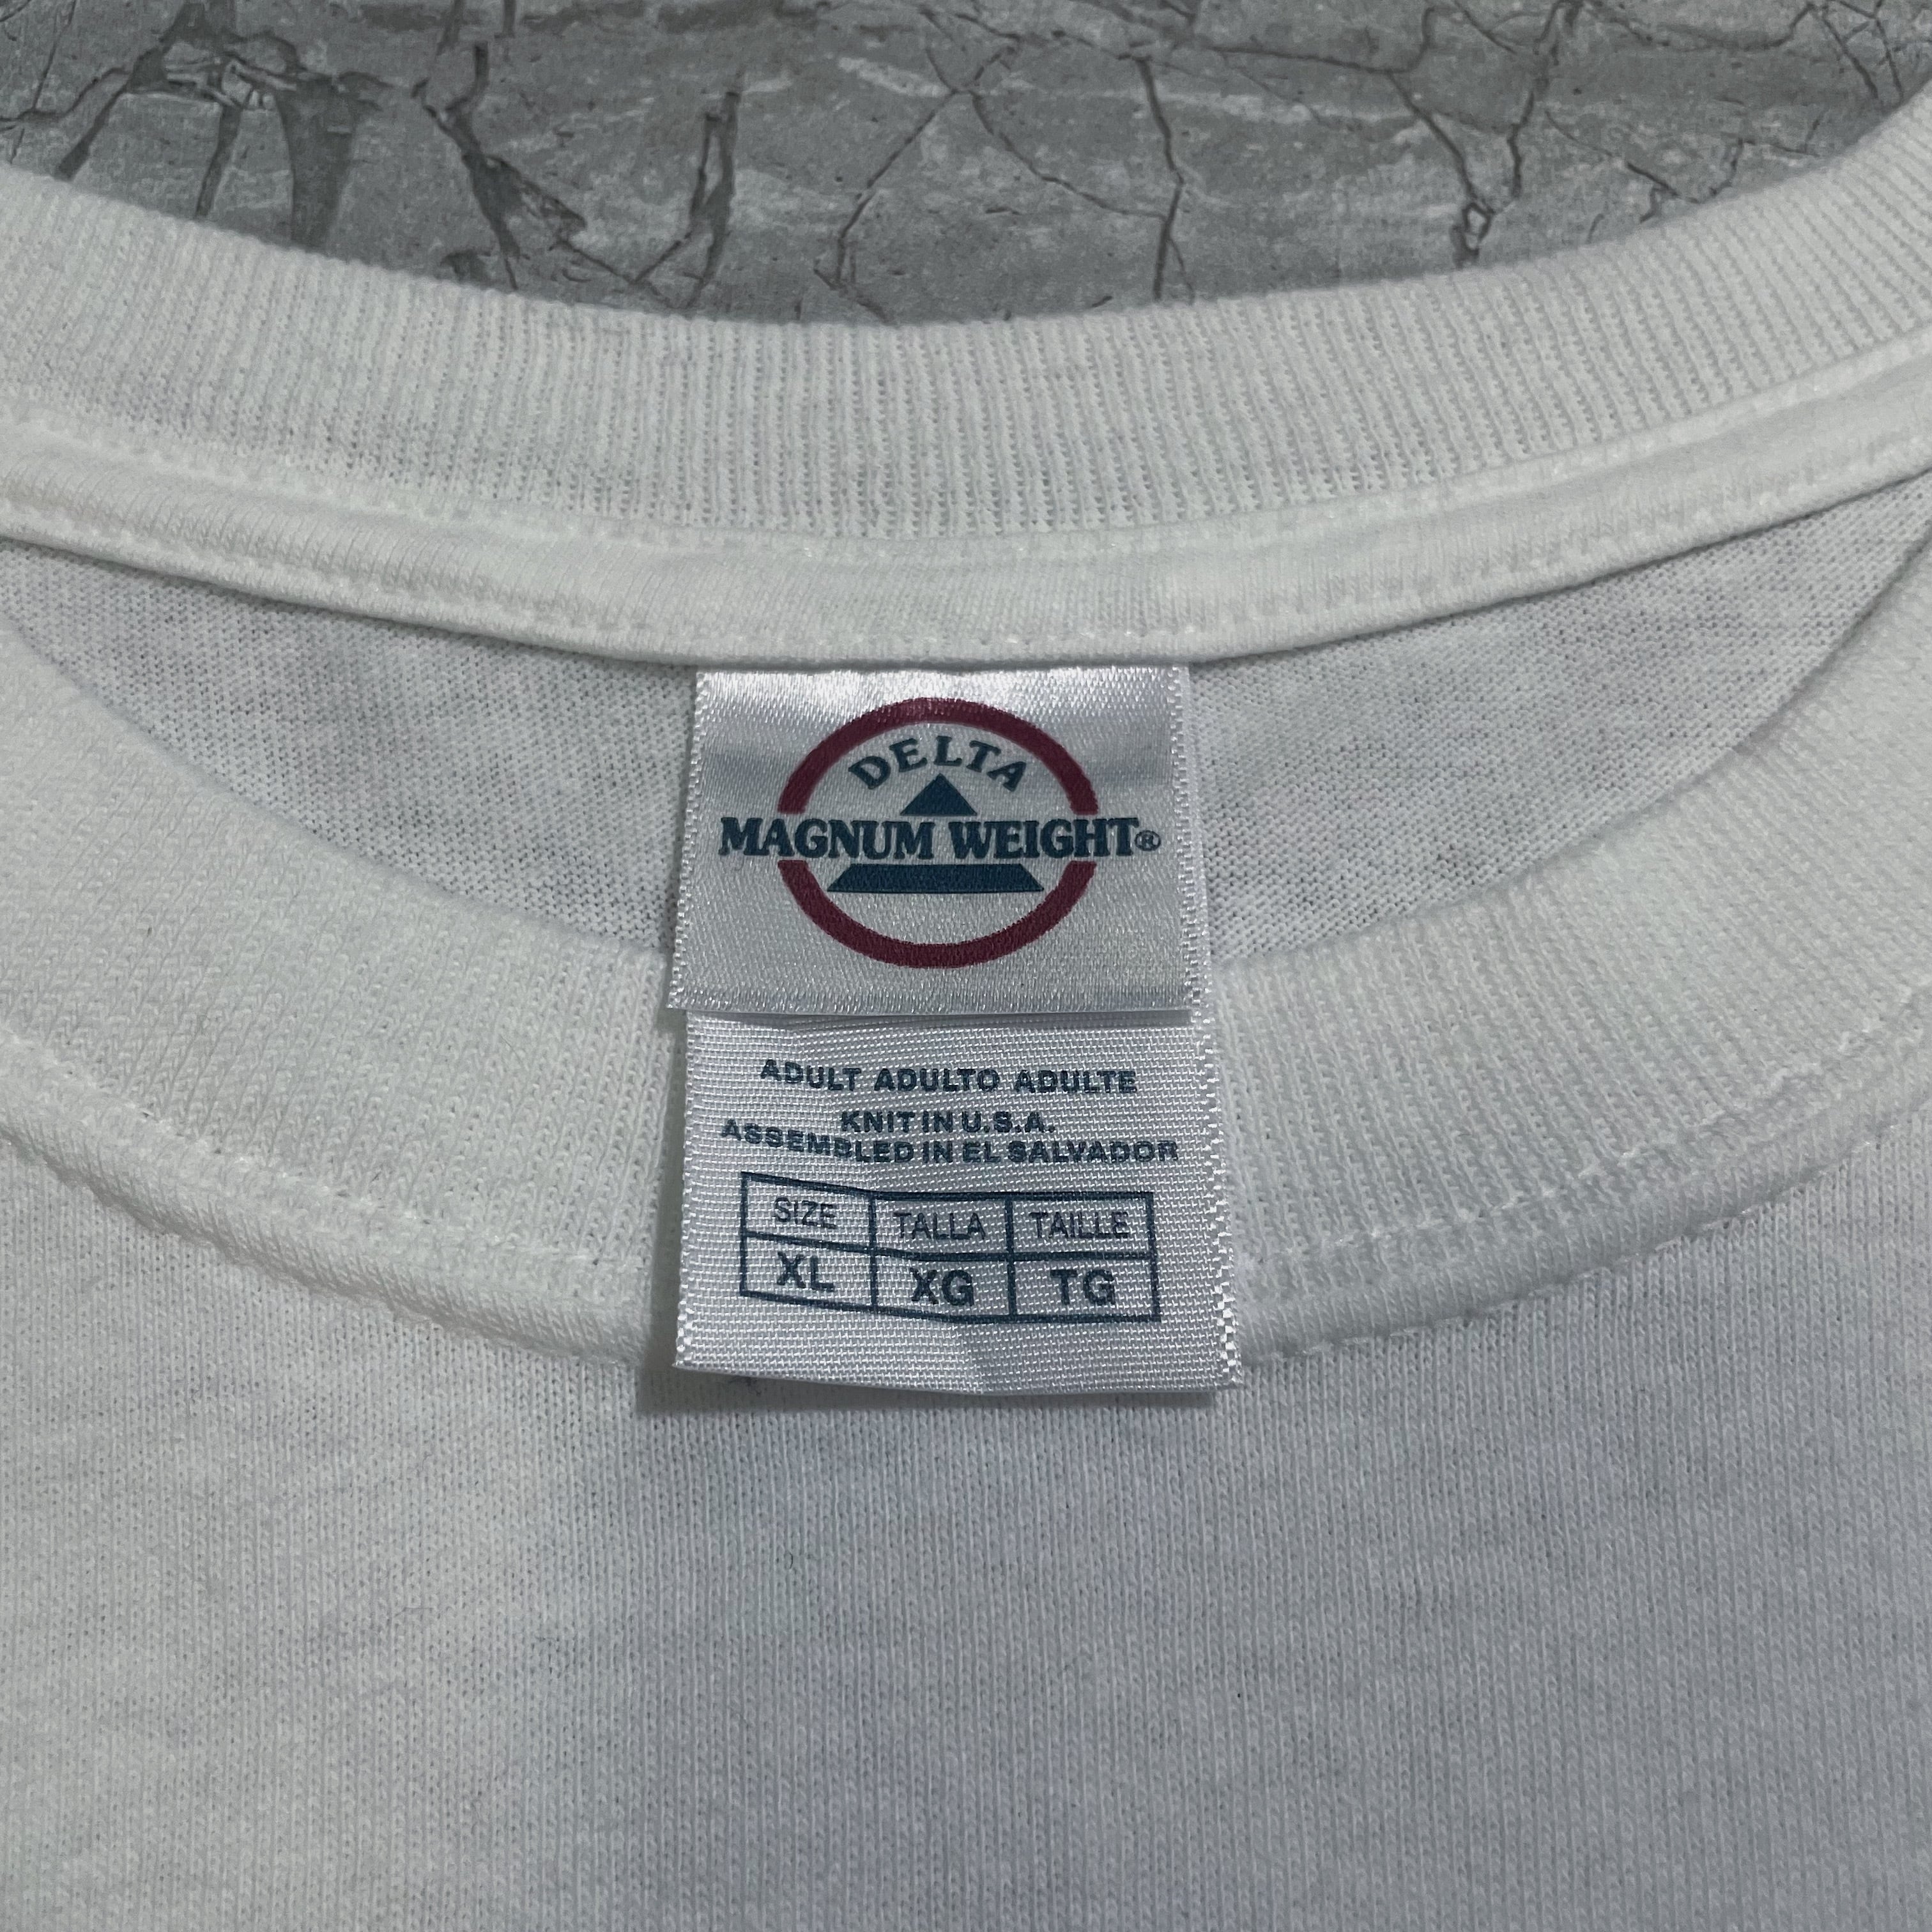 DELTA
MAGNUM WEIGHT®
ADULT ADULTO ADULTE
KNIT IN U.S.A.
ASSEMBLED IN EL SALVADOR
SIZE TALLA TAILLE
XL XG TG